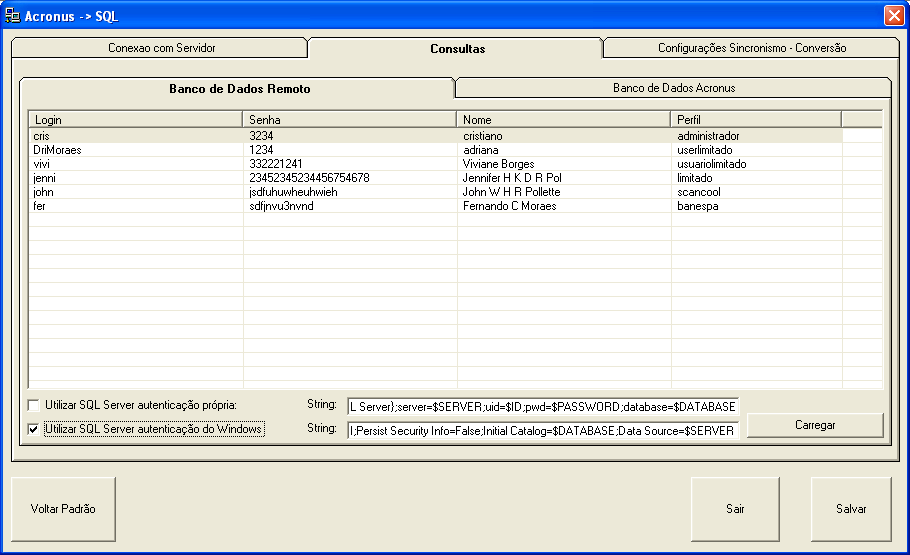 Acronus -> SQL
Conexao com Servidor Consultas Configurações Sincronismo - Conversão
Banco de Dados Remoto Banco de Dados Acronus
Login Senha Nome Perfil
cris 3234 cristiano administrador
DriMoraes 1234 adriana userlimitado
vivi 332221241 Viviane Borges usuariolimitado
jenni 23452345234456754678 Jennifer H K D R Pol limitado
john jsdfuhuwheuhwieh John W H R Pollette scancool
fer sdfjnvu3nvnd Fernando C Moraes banespa
Utilizar SQL Server autenticação própria: String: L Server};server=$SERVER;uid=$ID;pwd=$PASSWORD;database=$DATABASE
Utilizar SQL Server autenticação do Windows String: I;Persist Security Info=False;Initial Catalog=$DATABASE;Data Source=$SERVER
Carregar
Voltar Padrão Sair Salvar